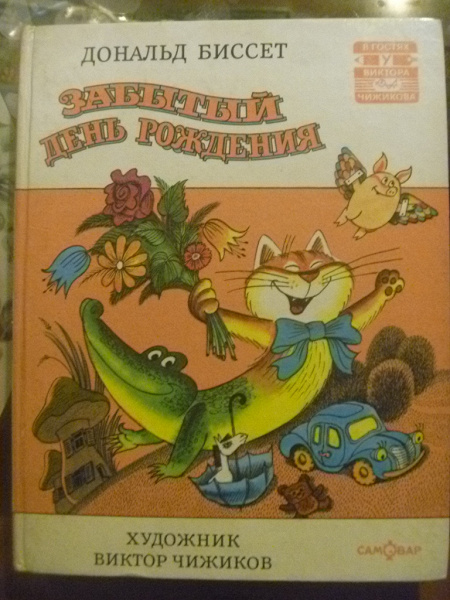 ДОНАЛЬД БИССЕТ
В ГОСТЯХ
У
ВИКТОРА
ЧИЖИКОВА
ЗАБЫТЫЙ
ДЕНЬ РОЖДЕНИЯ
ХУДОЖНИК
ВИКТОР ЧИЖИКОВ
САМОВАР